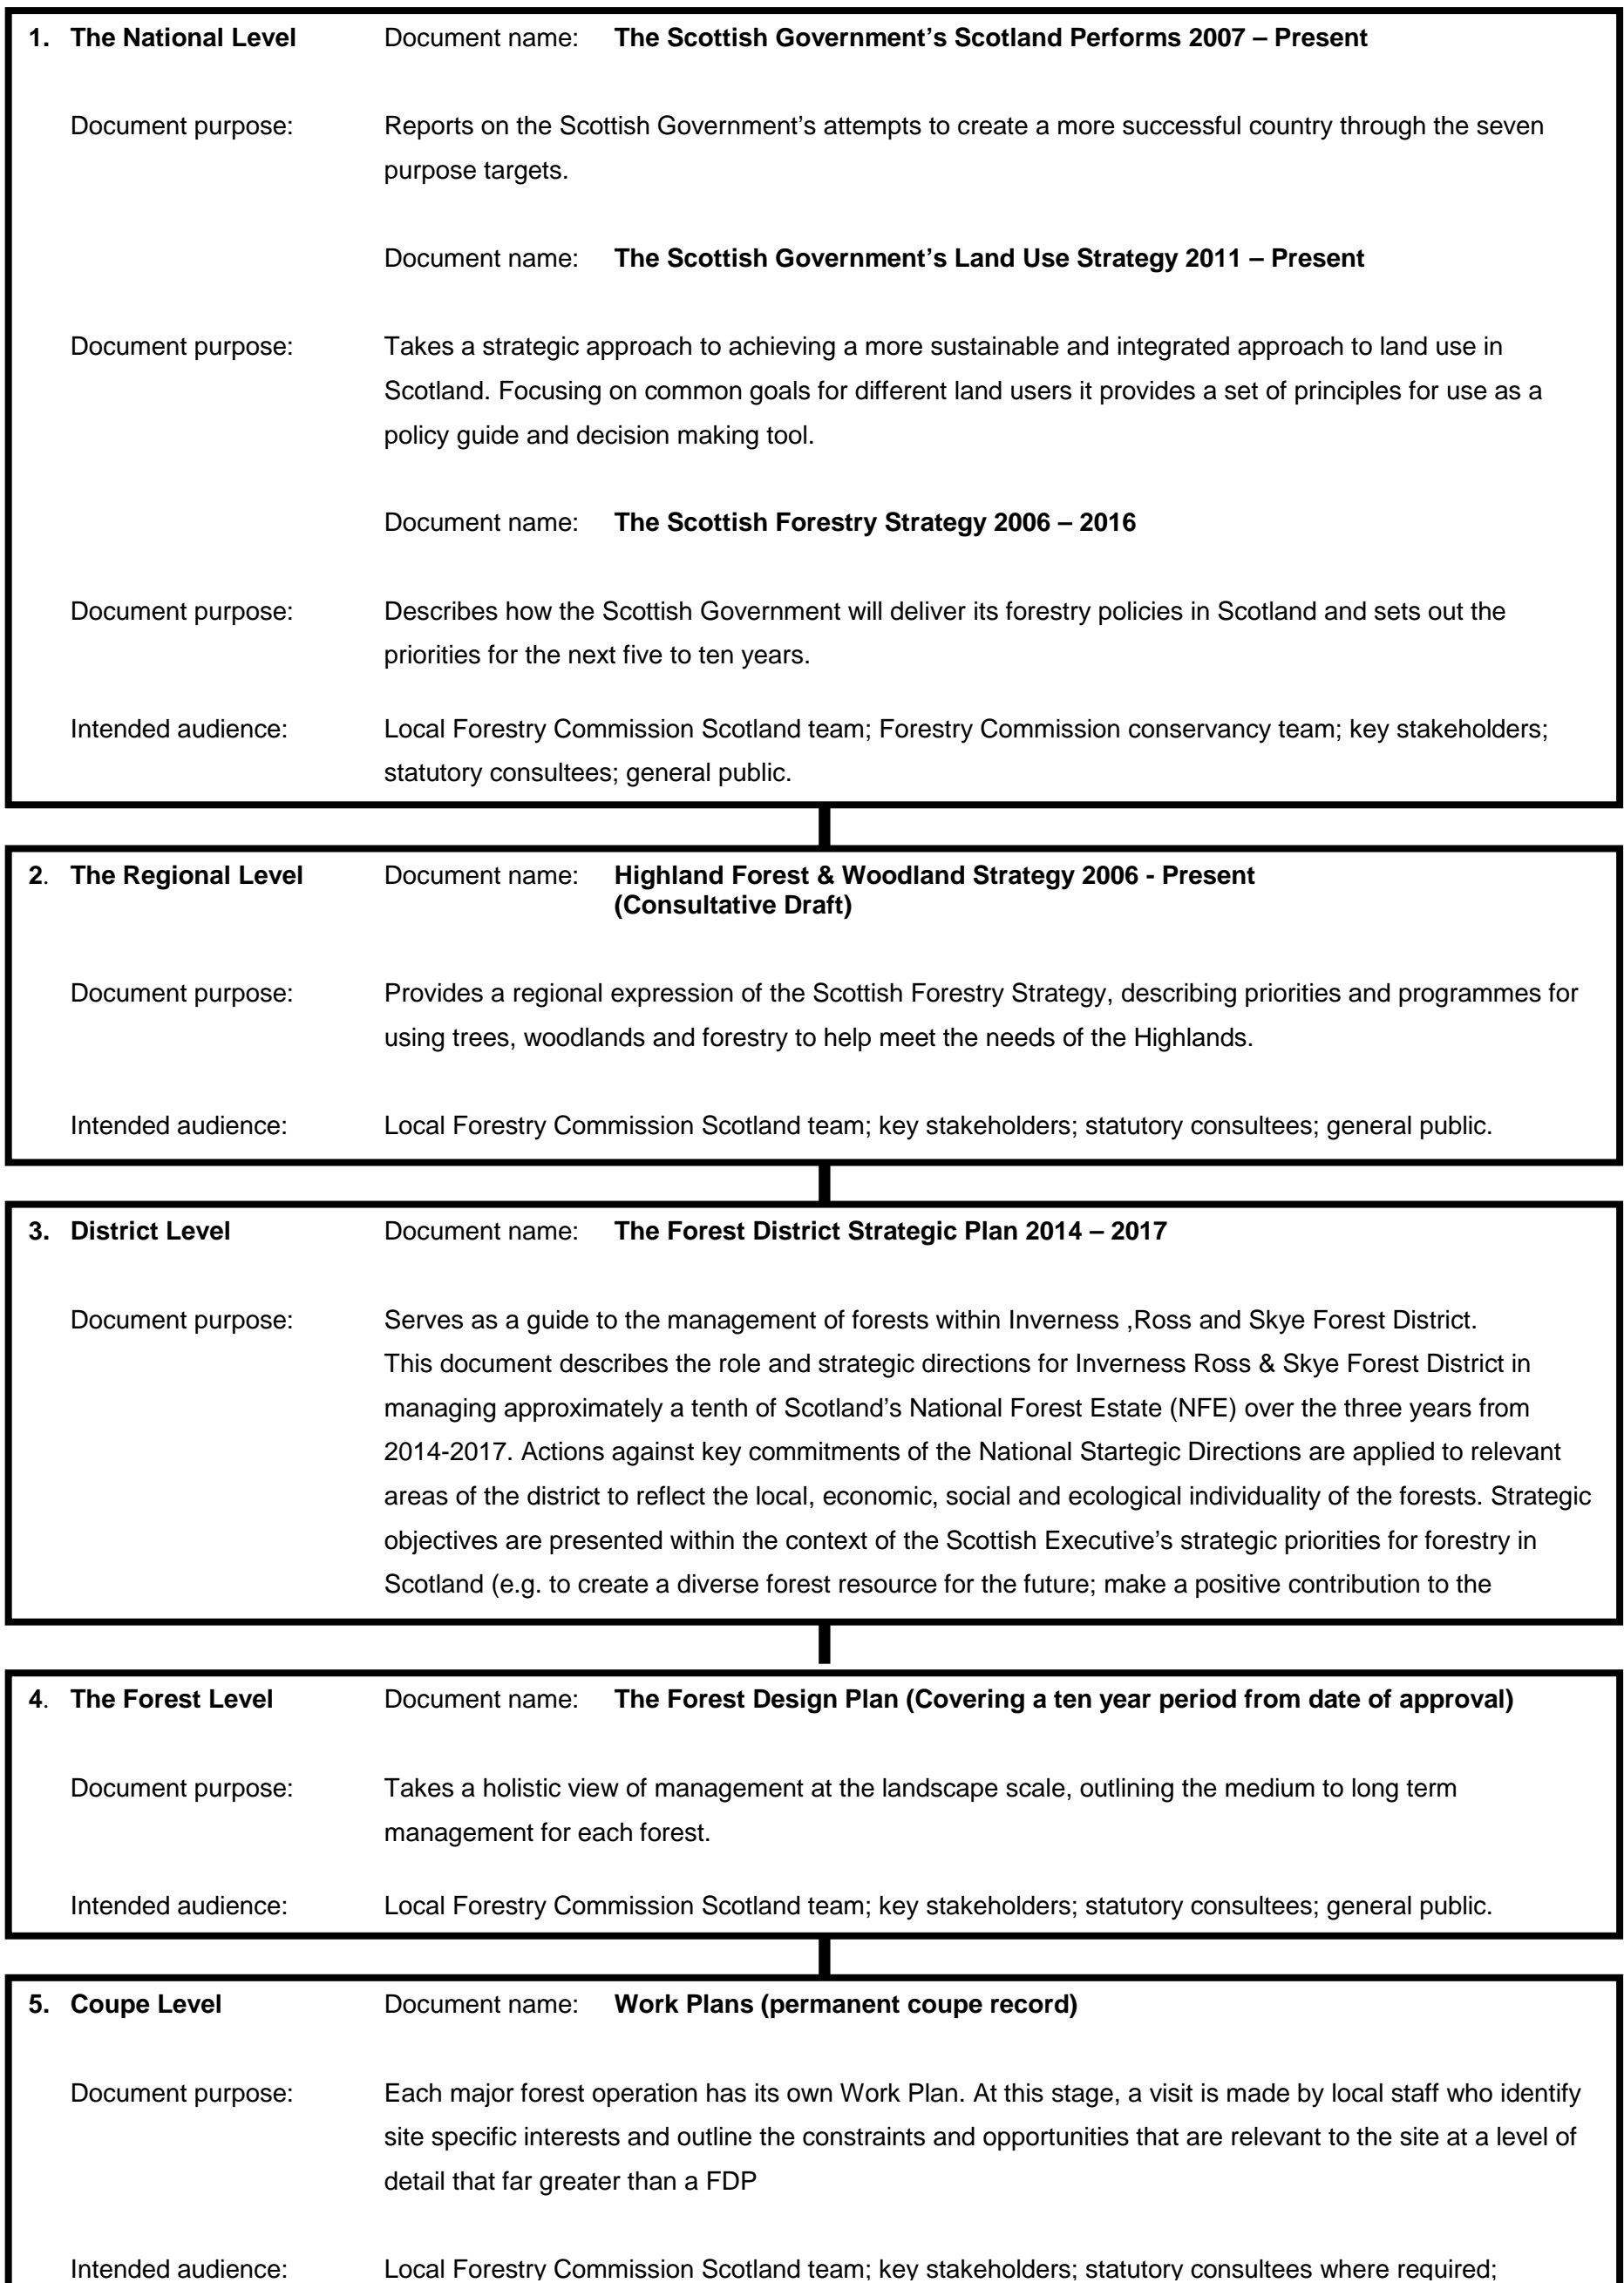 1. The National Level Document name: The Scottish Government's Scotland Performs 2007 – Present
Document purpose: Reports on the Scottish Government's attempts to create a more successful country through the seven
purpose targets.
Document name: The Scottish Government's Land Use Strategy 2011 – Present
Document purpose: Takes a strategic approach to achieving a more sustainable and integrated approach to land use in
Scotland. Focusing on common goals for different land users it provides a set of principles for use as a
policy guide and decision making tool.
Document name: The Scottish Forestry Strategy 2006 – 2016
Document purpose: Describes how the Scottish Government will deliver its forestry policies in Scotland and sets out the
priorities for the next five to ten years.
Intended audience: Local Forestry Commission Scotland team; Forestry Commission conservancy team; key stakeholders;
statutory consultees; general public.
2. The Regional Level Document name: Highland Forest & Woodland Strategy 2006 - Present
(Consultative Draft)
Document purpose: Provides a regional expression of the Scottish Forestry Strategy, describing priorities and programmes for
using trees, woodlands and forestry to help meet the needs of the Highlands.
Intended audience: Local Forestry Commission Scotland team; key stakeholders; statutory consultees; general public.
3. District Level Document name: The Forest District Strategic Plan 2014 – 2017
Document purpose: Serves as a guide to the management of forests within Inverness ,Ross and Skye Forest District.
This document describes the role and strategic directions for Inverness Ross & Skye Forest District in
managing approximately a tenth of Scotland's National Forest Estate (NFE) over the three years from
2014-2017. Actions against key commitments of the National Startegic Directions are applied to relevant
areas of the district to reflect the local, economic, social and ecological individuality of the forests. Strategic
objectives are presented within the context of the Scottish Executive's strategic priorities for forestry in
Scotland (e.g. to create a diverse forest resource for the future; make a positive contribution to the
4. The Forest Level Document name: The Forest Design Plan (Covering a ten year period from date of approval)
Document purpose: Takes a holistic view of management at the landscape scale, outlining the medium to long term
management for each forest.
Intended audience: Local Forestry Commission Scotland team; key stakeholders; statutory consultees; general public.
5. Coupe Level Document name: Work Plans (permanent coupe record)
Document purpose: Each major forest operation has its own Work Plan. At this stage, a visit is made by local staff who identify
site specific interests and outline the constraints and opportunities that are relevant to the site at a level of
detail that far greater than a FDP
Intended audience: Local Forestry Commission Scotland team; key stakeholders; statutory consultees where required;